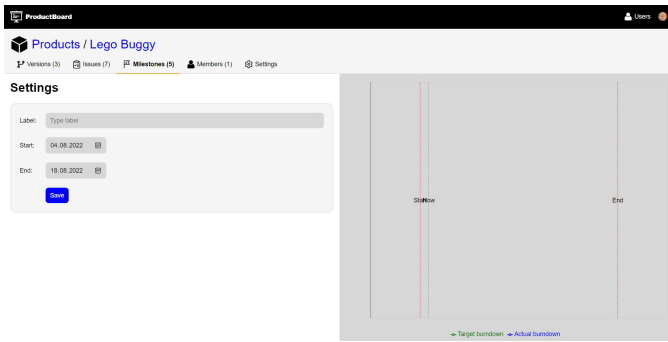 ProductBoard
Users
Products / Lego Buggy
Versions (3) Issues (7) Milestones (5) Members (1) Settings
Settings
Label: Type label
Start: 04.08.2022
End: 18.08.2022
Save
Start Now End
Target burndown Actual burndown